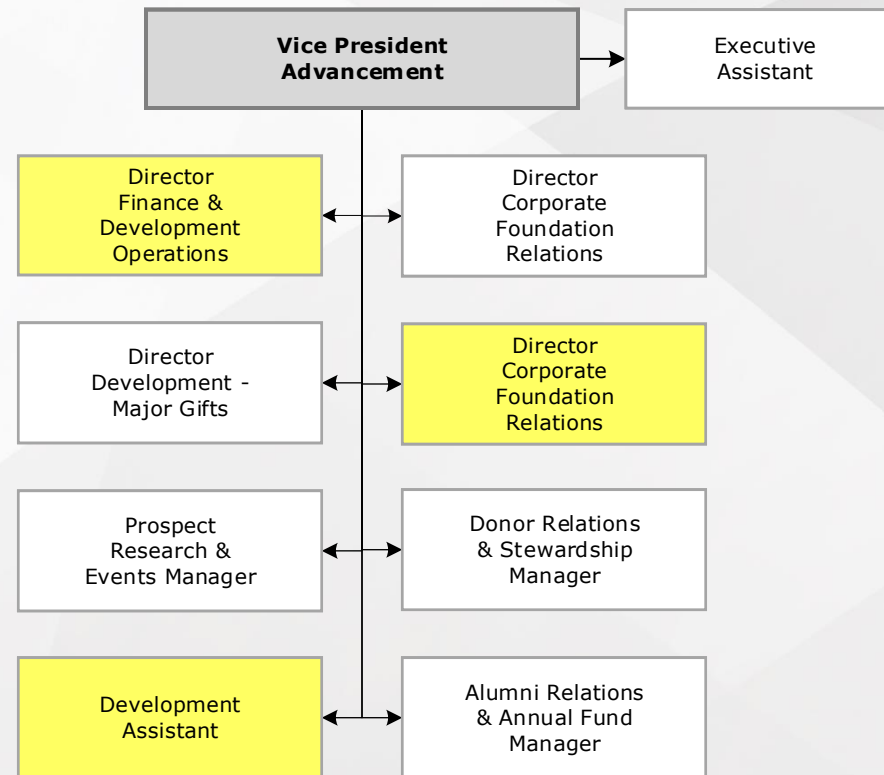 Vice President
Advancement
Executive
Assistant
Director
Finance &
Development
Operations
Director
Corporate
Foundation
Relations
Director
Development -
Major Gifts
Director
Corporate
Foundation
Relations
Prospect
Research &
Events Manager
Donor Relations
& Stewardship
Manager
Development
Assistant
Alumni Relations
& Annual Fund
Manager